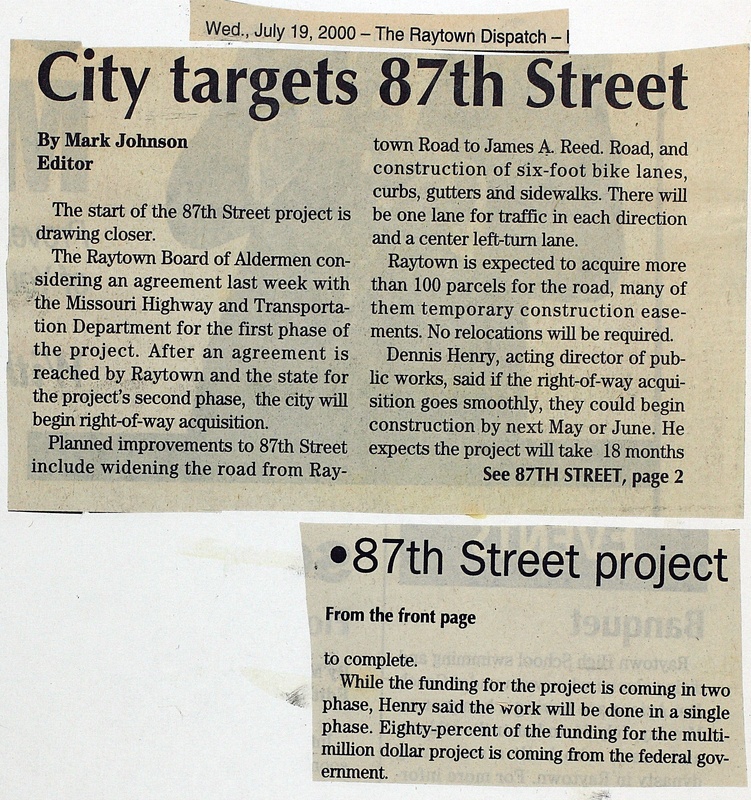 Wed., July 19, 2000 – The Raytown Dispatch –
City targets 87th Street
By Mark Johnson
Editor
The start of the 87th Street project is
drawing closer.
The Raytown Board of Aldermen con-
sidering an agreement last week with
the Missouri Highway and Transporta-
tion Department for the first phase of
the project. After an agreement is
reached by Raytown and the state for
the project's second phase, the city will
begin right-of-way acquisition.
Planned improvements to 87th Street
include widening the road from Ray-
town Road to James A. Reed. Road, and
construction of six-foot bike lanes,
curbs, gutters and sidewalks. There will
be one lane for traffic in each direction
and a center left-turn lane.
Raytown is expected to acquire more
than 100 parcels for the road, many of
them temporary construction ease-
ments. No relocations will be required.
Dennis Henry, acting director of pub-
lic works, said if the right-of-way acqui-
sition goes smoothly, they could begin
construction by next May or June. He
expects the project will take 18 months
See 87TH STREET, page 2
•87th Street project
From the front page
to complete.
While the funding for the project is coming in two
phase, Henry said the work will be done in a single
phase. Eighty-percent of the funding for the multi-
million dollar project is coming from the federal gov-
ernment.